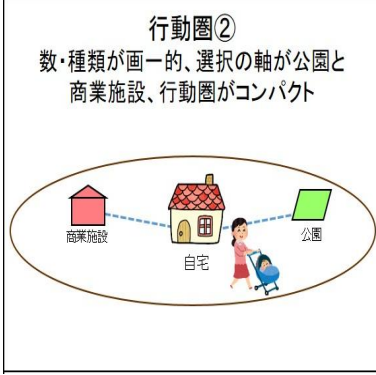 行動圏②
数・種類が画一的、選択の軸が公園と
商業施設、行動圏がコンパクト
商業施設
自宅
公園